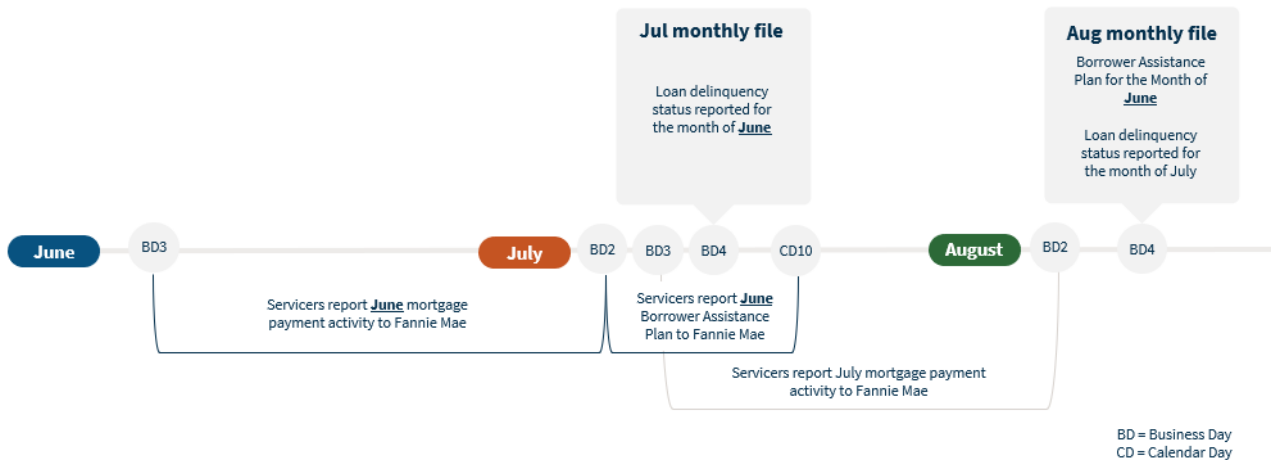 Jul monthly file
Loan delinquency
status reported for
the month of June
Aug monthly file
Borrower Assistance
Plan for the Month of
June
Loan delinquency
status reported for
the month of July
June
BD3
July
BD2
BD3
BD4
CD10
August
BD2
BD4
Servicers report June mortgage
payment activity to Fannie Mae
Servicers report June
Borrower Assistance
Plan to Fannie Mae
Servicers report July mortgage payment
activity to Fannie Mae
BD = Business Day
CD = Calendar Day